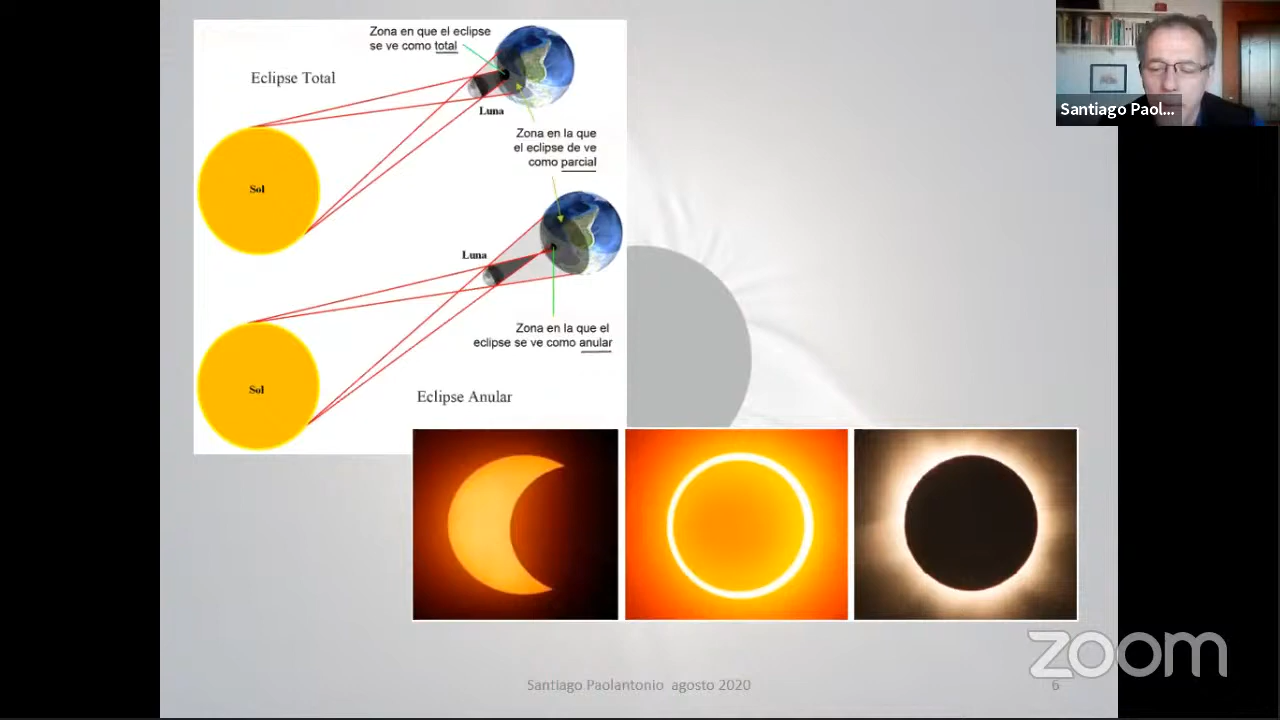 Zona en que el eclipse
se ve como total
Eclipse Total
Luna
Zona en la que
el eclipse de ve
como parcial
Sol
Luna
Zona en la que el
eclipse se ve como anular
Sol
Eclipse Anular
Santiago Paol...
Santiago Paolantonio agosto 2020
6
zoom